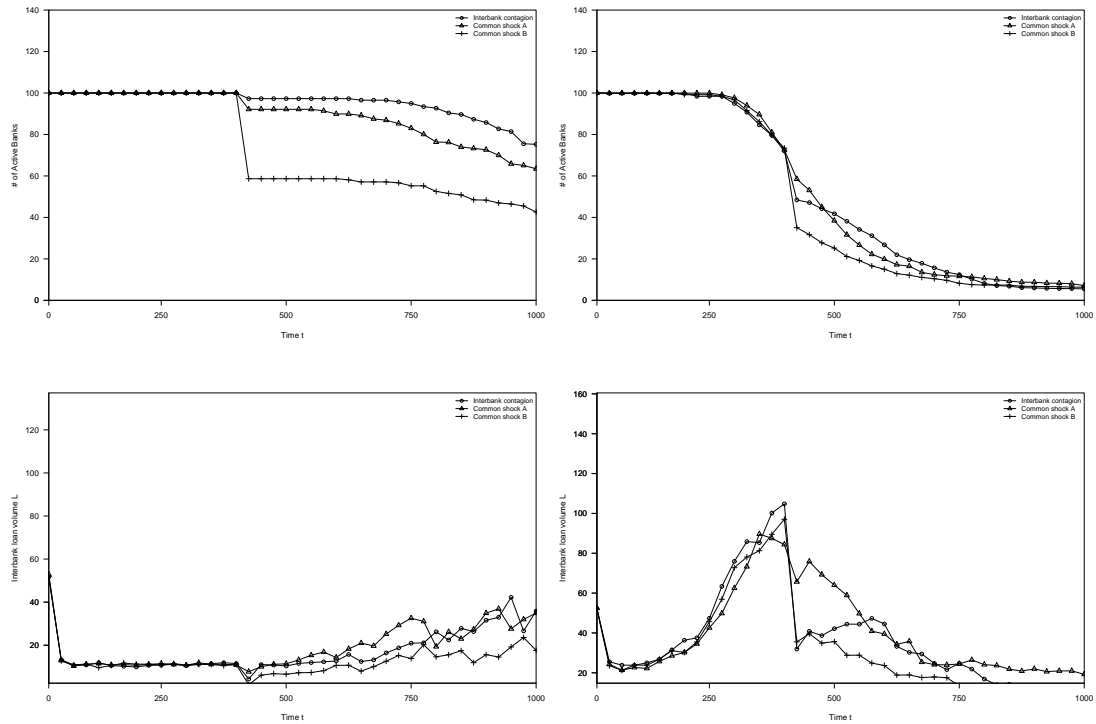 140
120
100
80
60
40
20
0
# of Active Banks
0
250
500
750
1000
Time t
Interbank contagion
Common shock A
Common shock B
140
120
100
80
60
40
20
0
# of Active Banks
0
250
500
750
1000
Time t
Interbank contagion
Common shock A
Common shock B
120
100
80
60
40
20
Interbank loan volume L
0
250
500
750
1000
Time t
Interbank contagion
Common shock A
Common shock B
160
140
120
100
80
60
40
20
Interbank loan volume L
0
250
500
750
1000
Time t
Interbank contagion
Common shock A
Common shock B